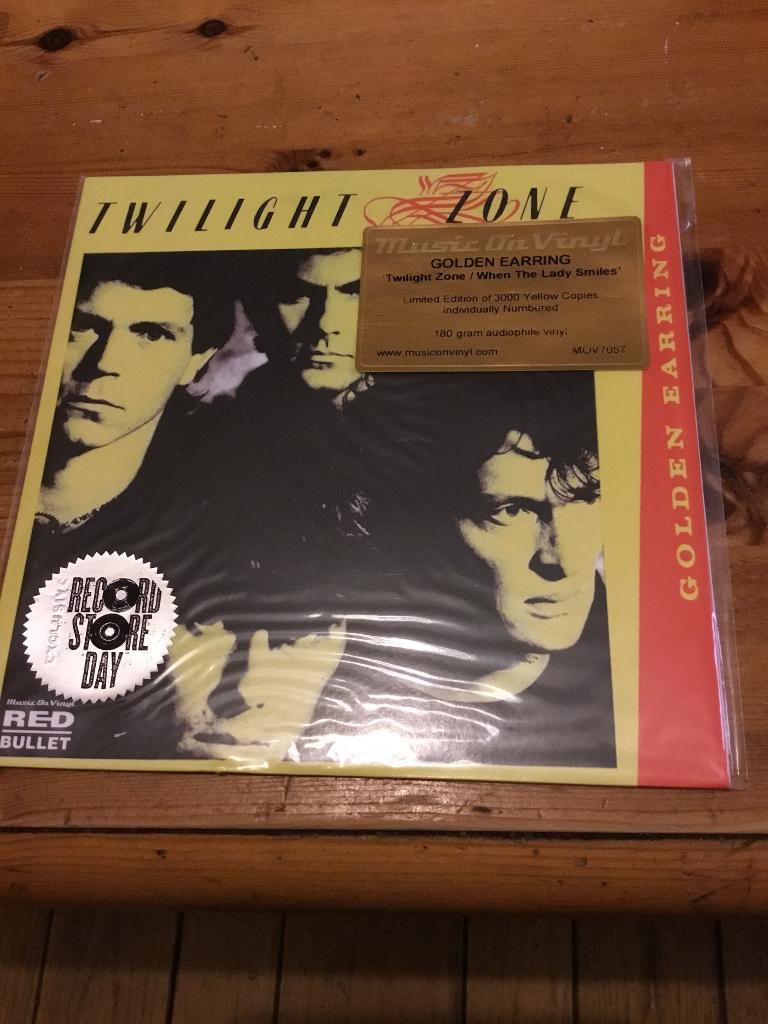 TWILIGHT ZONE
Music On Vinyl
GOLDEN EARRING
'Twilight Zone / When The Lady Smiles'
Limited Edition of 3000 Yellow Copies
Individually Numbered
180 gram audiophile vinyl
www.musiconvinyl.com MOV7057
GOLDEN EARRING
EXCLUSIVE
RECORD
STORE
DAY
Music On Vinyl
RED
BULLET